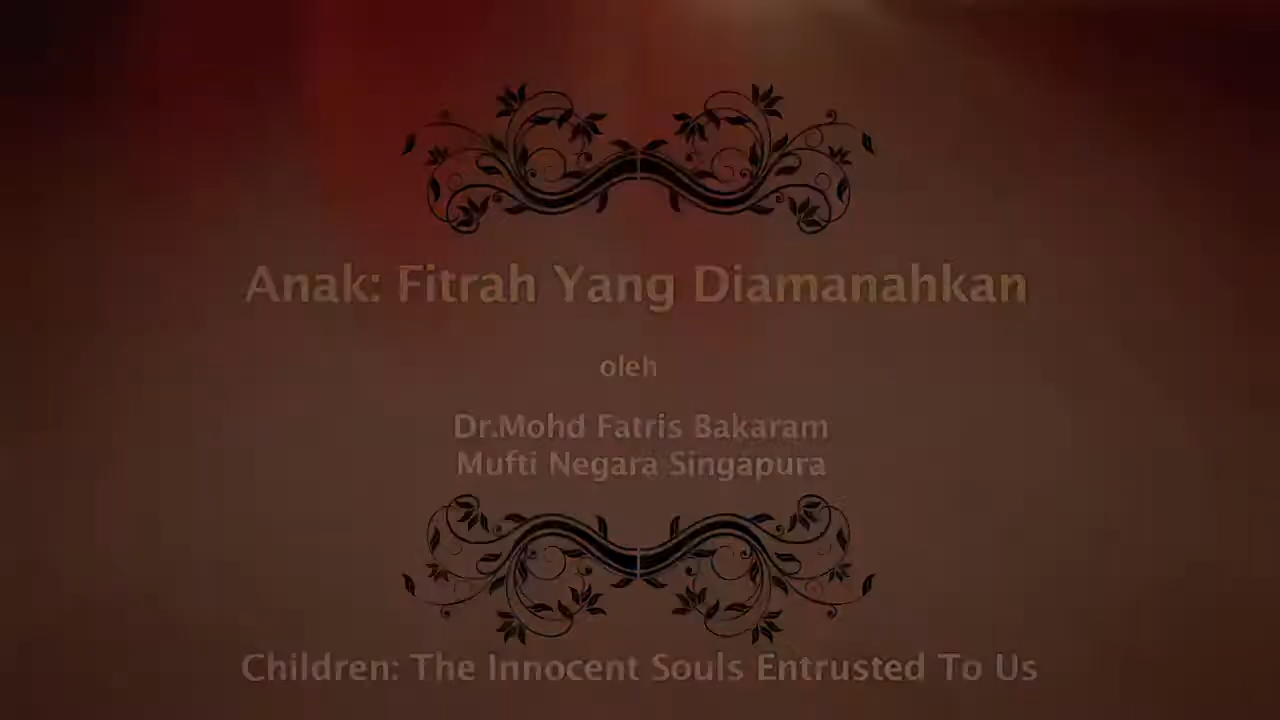 Anak: Fitrah Yang Diamanahkan
oleh
Dr.Mohd Fatris Bakaram
Mufti Negara Singapura
Children: The Innocent Souls Entrusted To Us